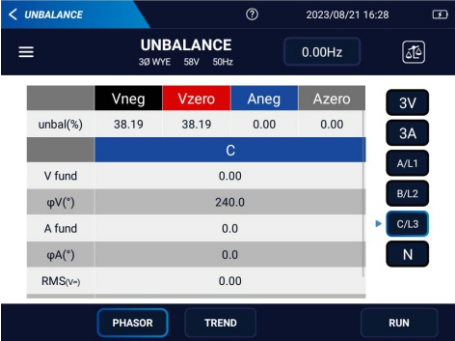 < UNBALANCE 2023/08/21 16:28
UNBALANCE
3Ø WYE 58V 50Hz
0.00Hz
Vneg Vzero Aneg Azero
unbal(%) 38.19 38.19 0.00 0.00
C
V fund 0.00
φV(°) 240.0
A fund 0.0
φA(°) 0.0
RMS(V~) 0.00
3V
3A
A/L1
B/L2
C/L3
N
PHASOR TREND RUN